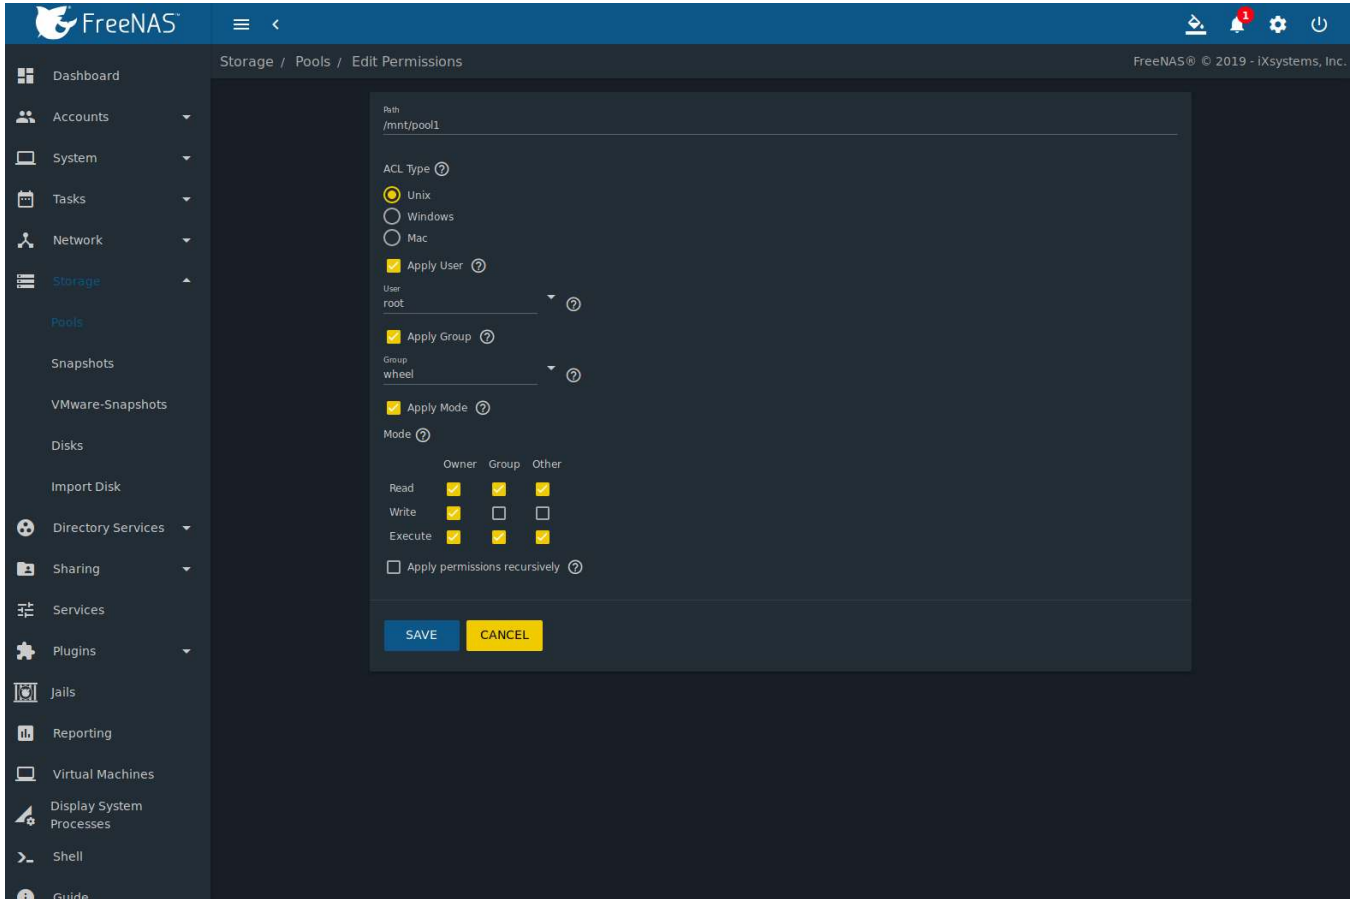 FreeNAS
1
Storage / Pools / Edit Permissions
FreeNAS® © 2019 - iXsystems, Inc.
Dashboard
Accounts
System
Tasks
Network
Storage
Pools
Snapshots
VMware-Snapshots
Disks
Import Disk
Directory Services
Sharing
Services
Plugins
Jails
Reporting
Virtual Machines
Display System
Processes
Shell
Guide
Path
/mnt/pool1
ACL Type
Unix
Windows
Mac
Apply User
User
root
Apply Group
Group
wheel
Apply Mode
Mode
Owner Group Other
Read
Write
Execute
Apply permissions recursively
SAVE CANCEL